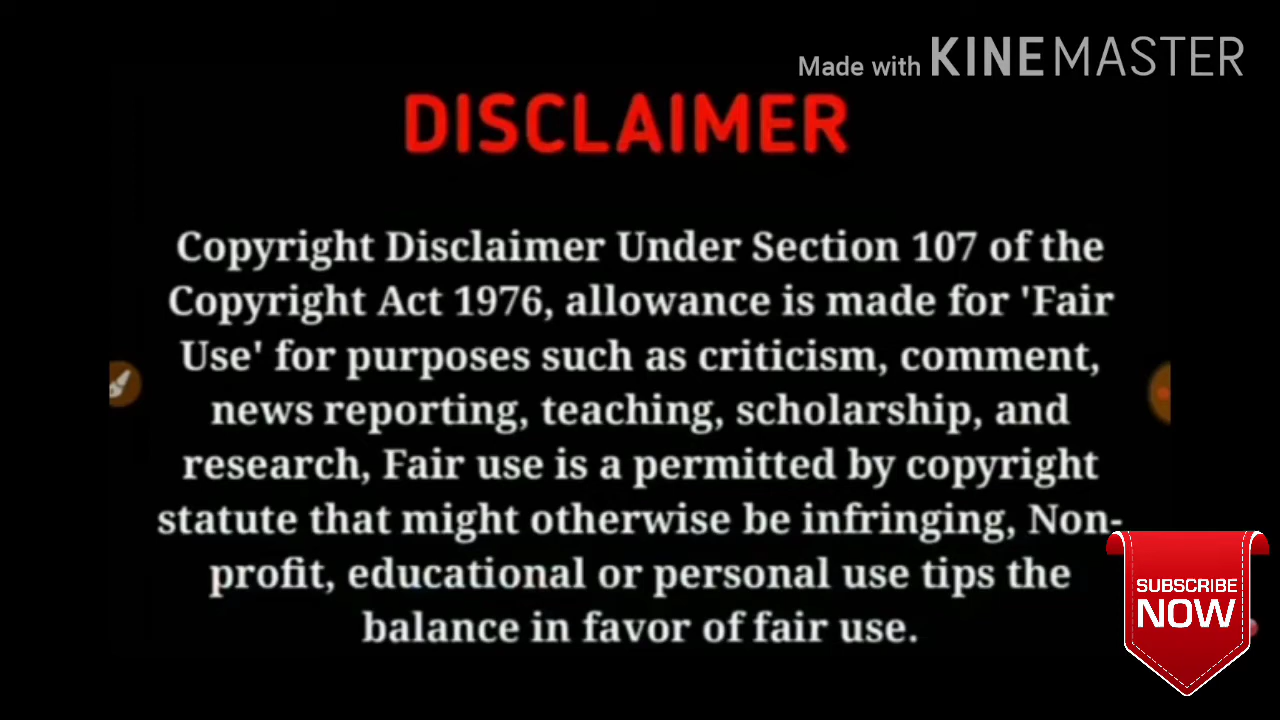 Made with KINEMASTER
DISCLAIMER
Copyright Disclaimer Under Section 107 of the
Copyright Act 1976, allowance is made for 'Fair
Use' for purposes such as criticism, comment,
news reporting, teaching, scholarship, and
research, Fair use is a permitted by copyright
statute that might otherwise be infringing, Non-
profit, educational or personal use tips the
balance in favor of fair use.
SUBSCRIBE
NOW